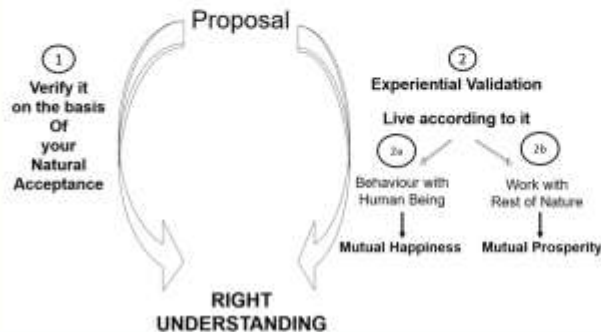 Proposal
1
Verify it
on the basis
Of
your
Natural
Acceptance
2
Experiential Validation
Live according to it
2a
Behaviour with
Human Being
Mutual Happiness
2b
Work with
Rest of Nature
Mutual Prosperity
RIGHT
UNDERSTANDING